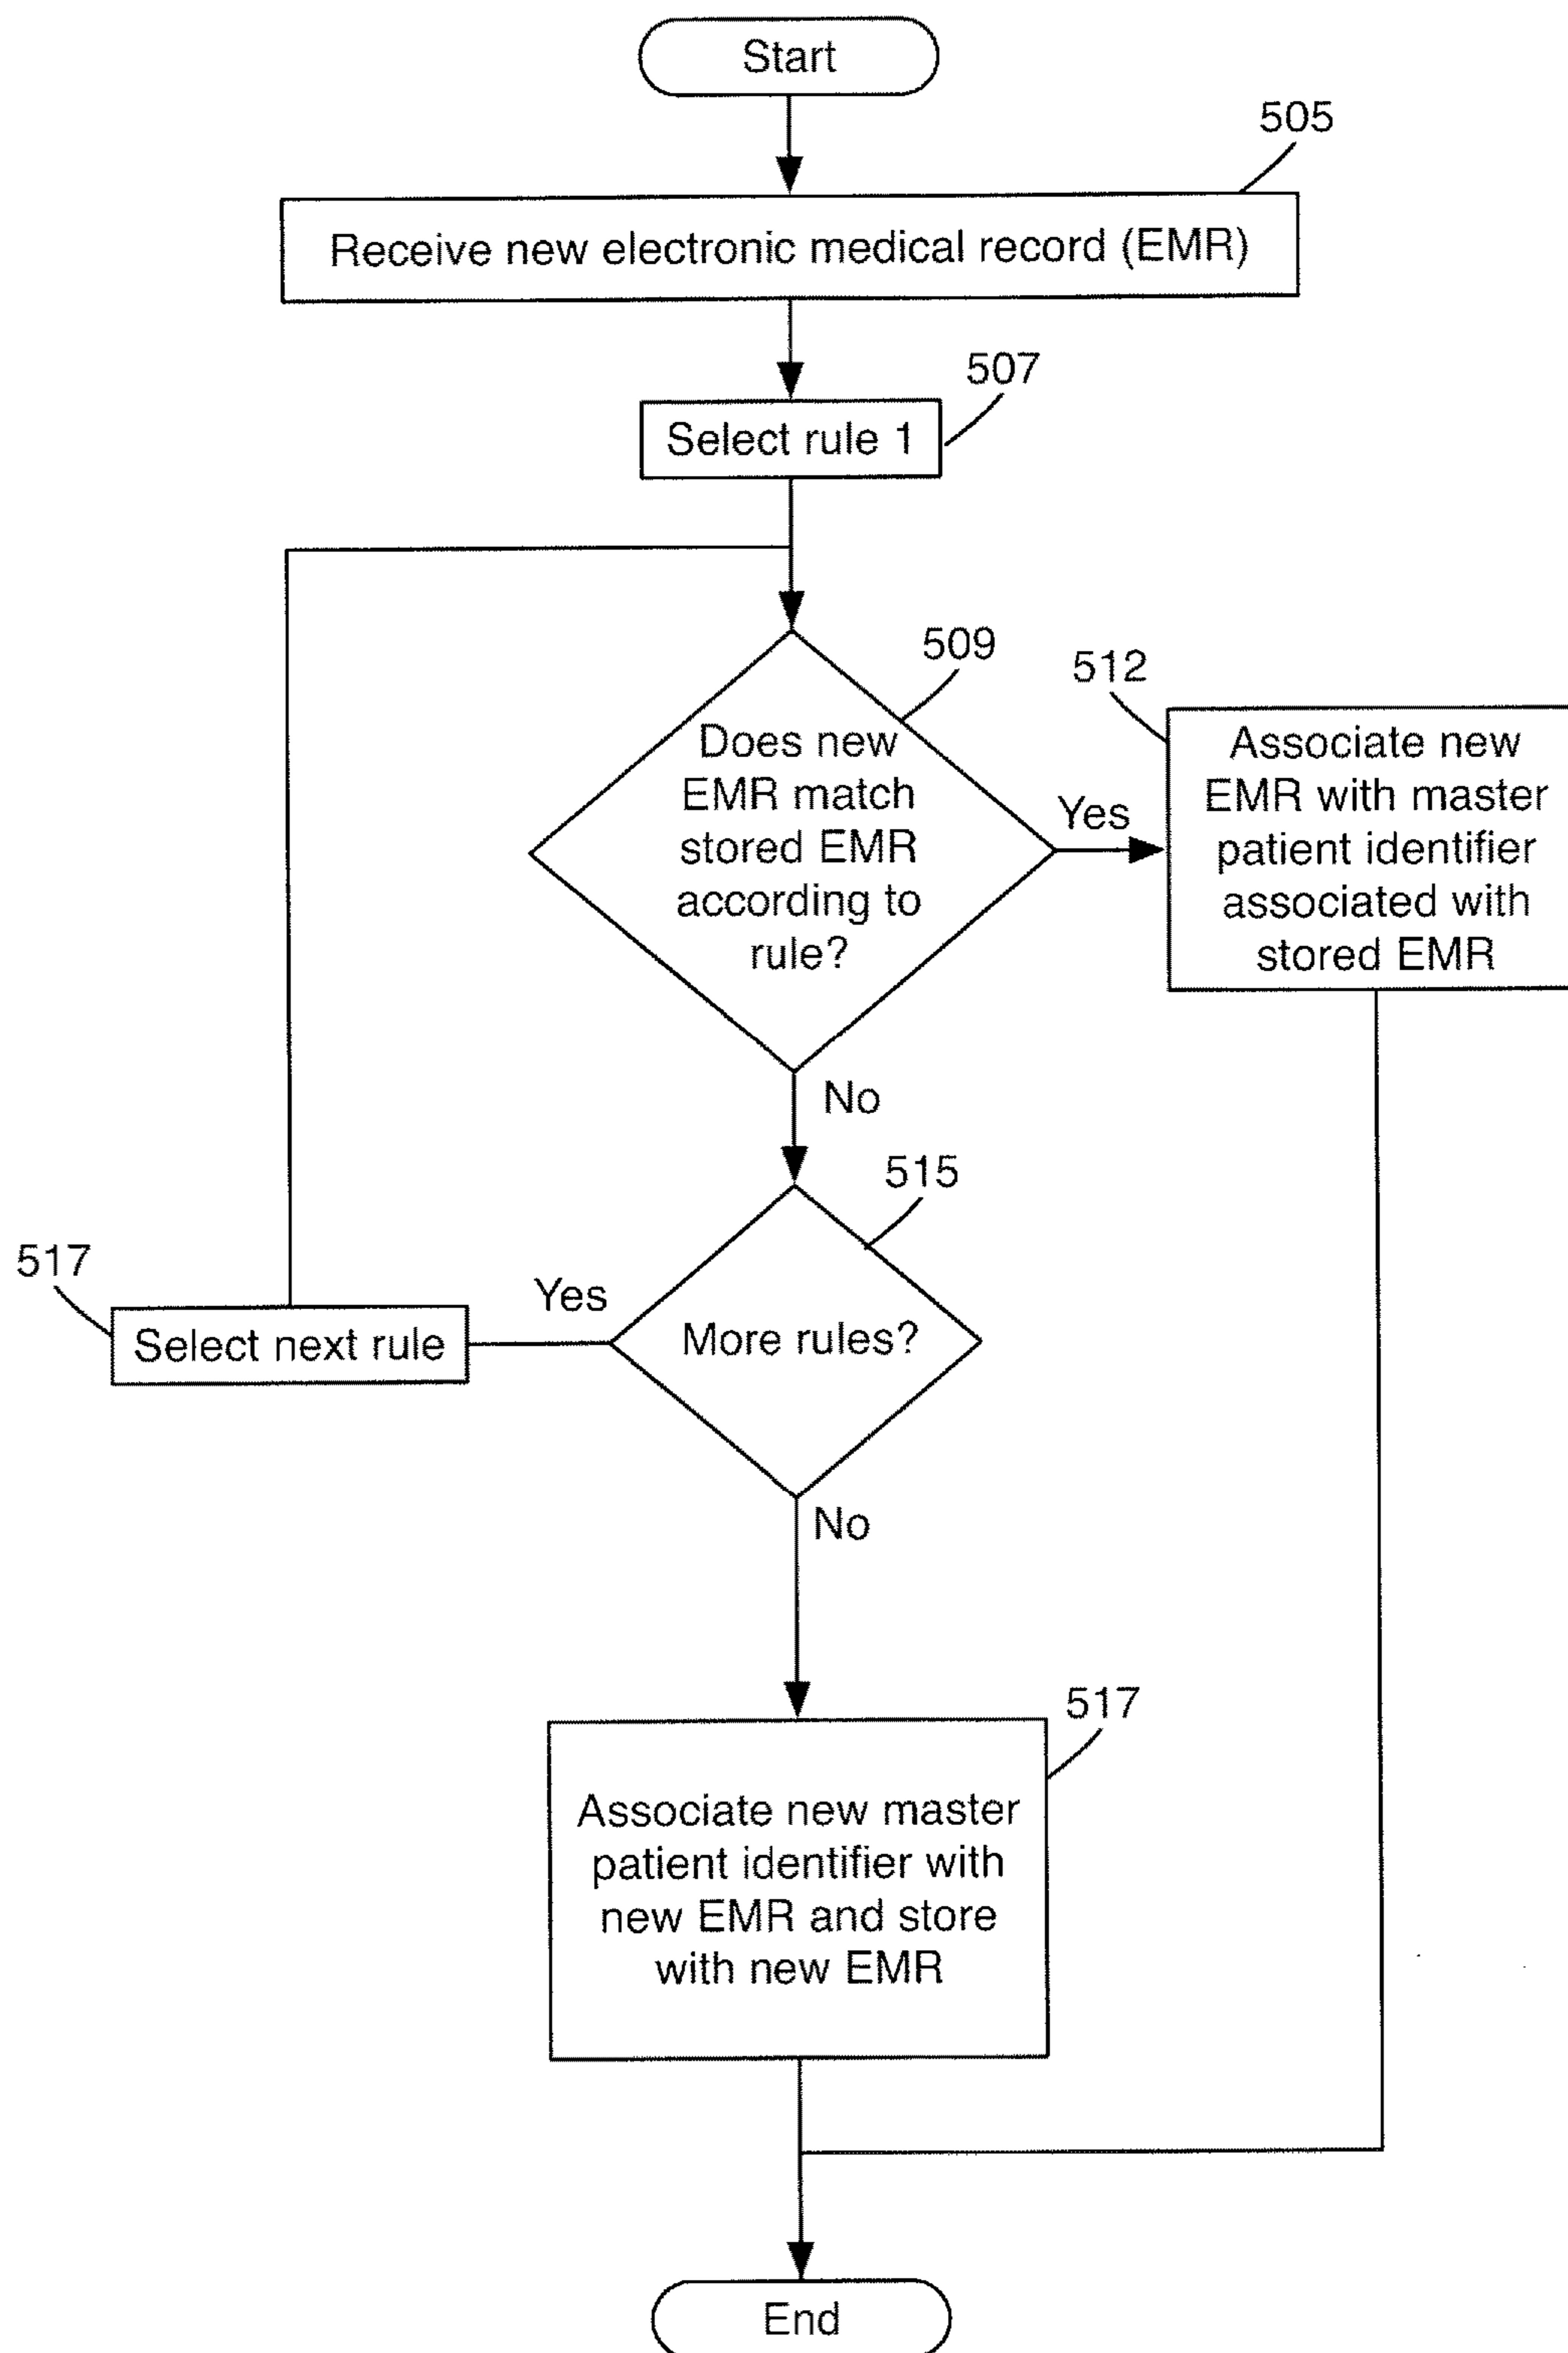 Start
505
Receive new electronic medical record (EMR)
507
Select rule 1
509
Does new
EMR match
stored EMR
according to
rule?
Yes
512
Associate new
EMR with master
patient identifier
associated with
stored EMR
No
515
More rules?
Yes
517
Select next rule
No
517
Associate new master
patient identifier with
new EMR and store
with new EMR
End